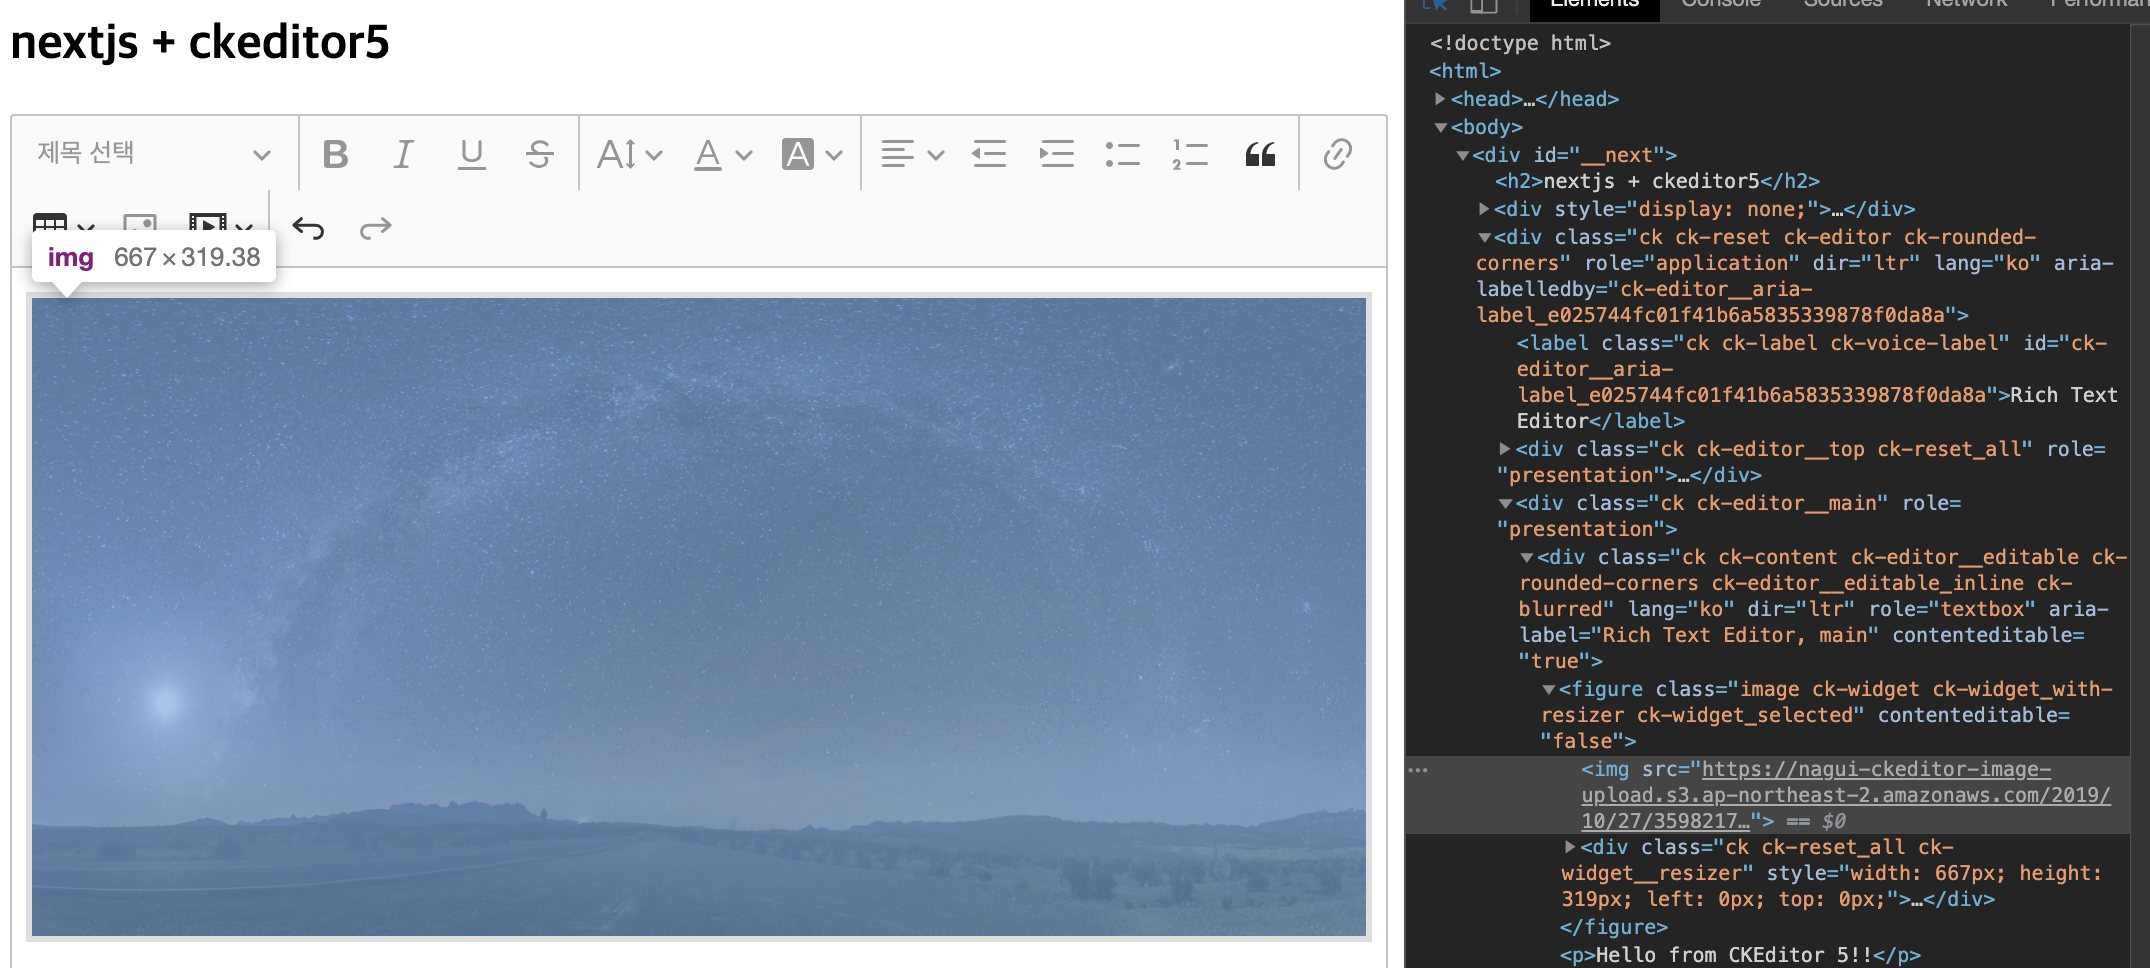 nextjs + ckeditor5
제목 선택
B I U S A A A
img 667 × 319.38
Elements Console Sources Network
<!doctype html>
<html>
<head>…</head>
<body>
<div id="__next">
<h2>nextjs + ckeditor5</h2>
<div style="display: none;">…</div>
<div class="ck ck-reset ck-editor ck-rounded-
corners" role="application" dir="ltr" lang="ko" aria-
labelledby="ck-editor__aria-
label_e025744fc01f41b6a5835339878f0da8a">
<label class="ck ck-label ck-voice-label" id="ck-
editor__aria-
label_e025744fc01f41b6a5835339878f0da8a">Rich Text
Editor</label>
<div class="ck ck-editor__top ck-reset_all" role=
"presentation">…</div>
<div class="ck ck-editor__main" role=
"presentation">
<div class="ck ck-content ck-editor__editable ck-
rounded-corners ck-editor__editable_inline ck-
blurred" lang="ko" dir="ltr" role="textbox" aria-
label="Rich Text Editor, main" contenteditable=
"true">
<figure class="image ck-widget ck-widget_with-
resizer ck-widget_selected" contenteditable=
"false">
<img src="https://nagui-ckeditor-image-
upload.s3.ap-northeast-2.amazonaws.com/2019/
10/27/3598217…"> == $0
<div class="ck ck-reset_all ck-
widget__resizer" style="width: 667px; height:
319px; left: 0px; top: 0px;">…</div>
</figure>
<p>Hello from CKEditor 5!!</p>